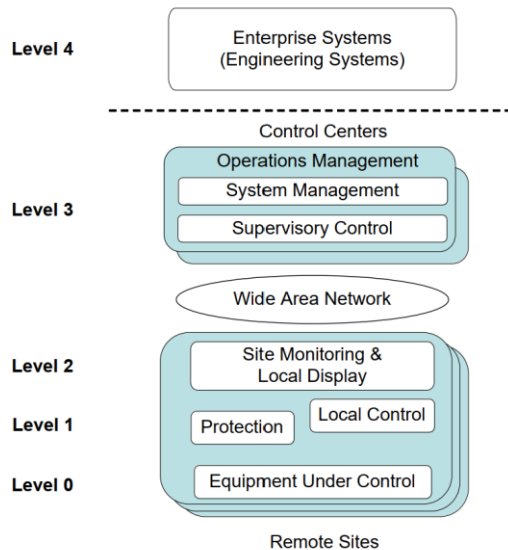 Level 4
Enterprise Systems
(Engineering Systems)
Control Centers
Operations Management
System Management
Level 3
Supervisory Control
Wide Area Network
Level 2
Site Monitoring &
Local Display
Level 1
Protection
Local Control
Level 0
Equipment Under Control
Remote Sites